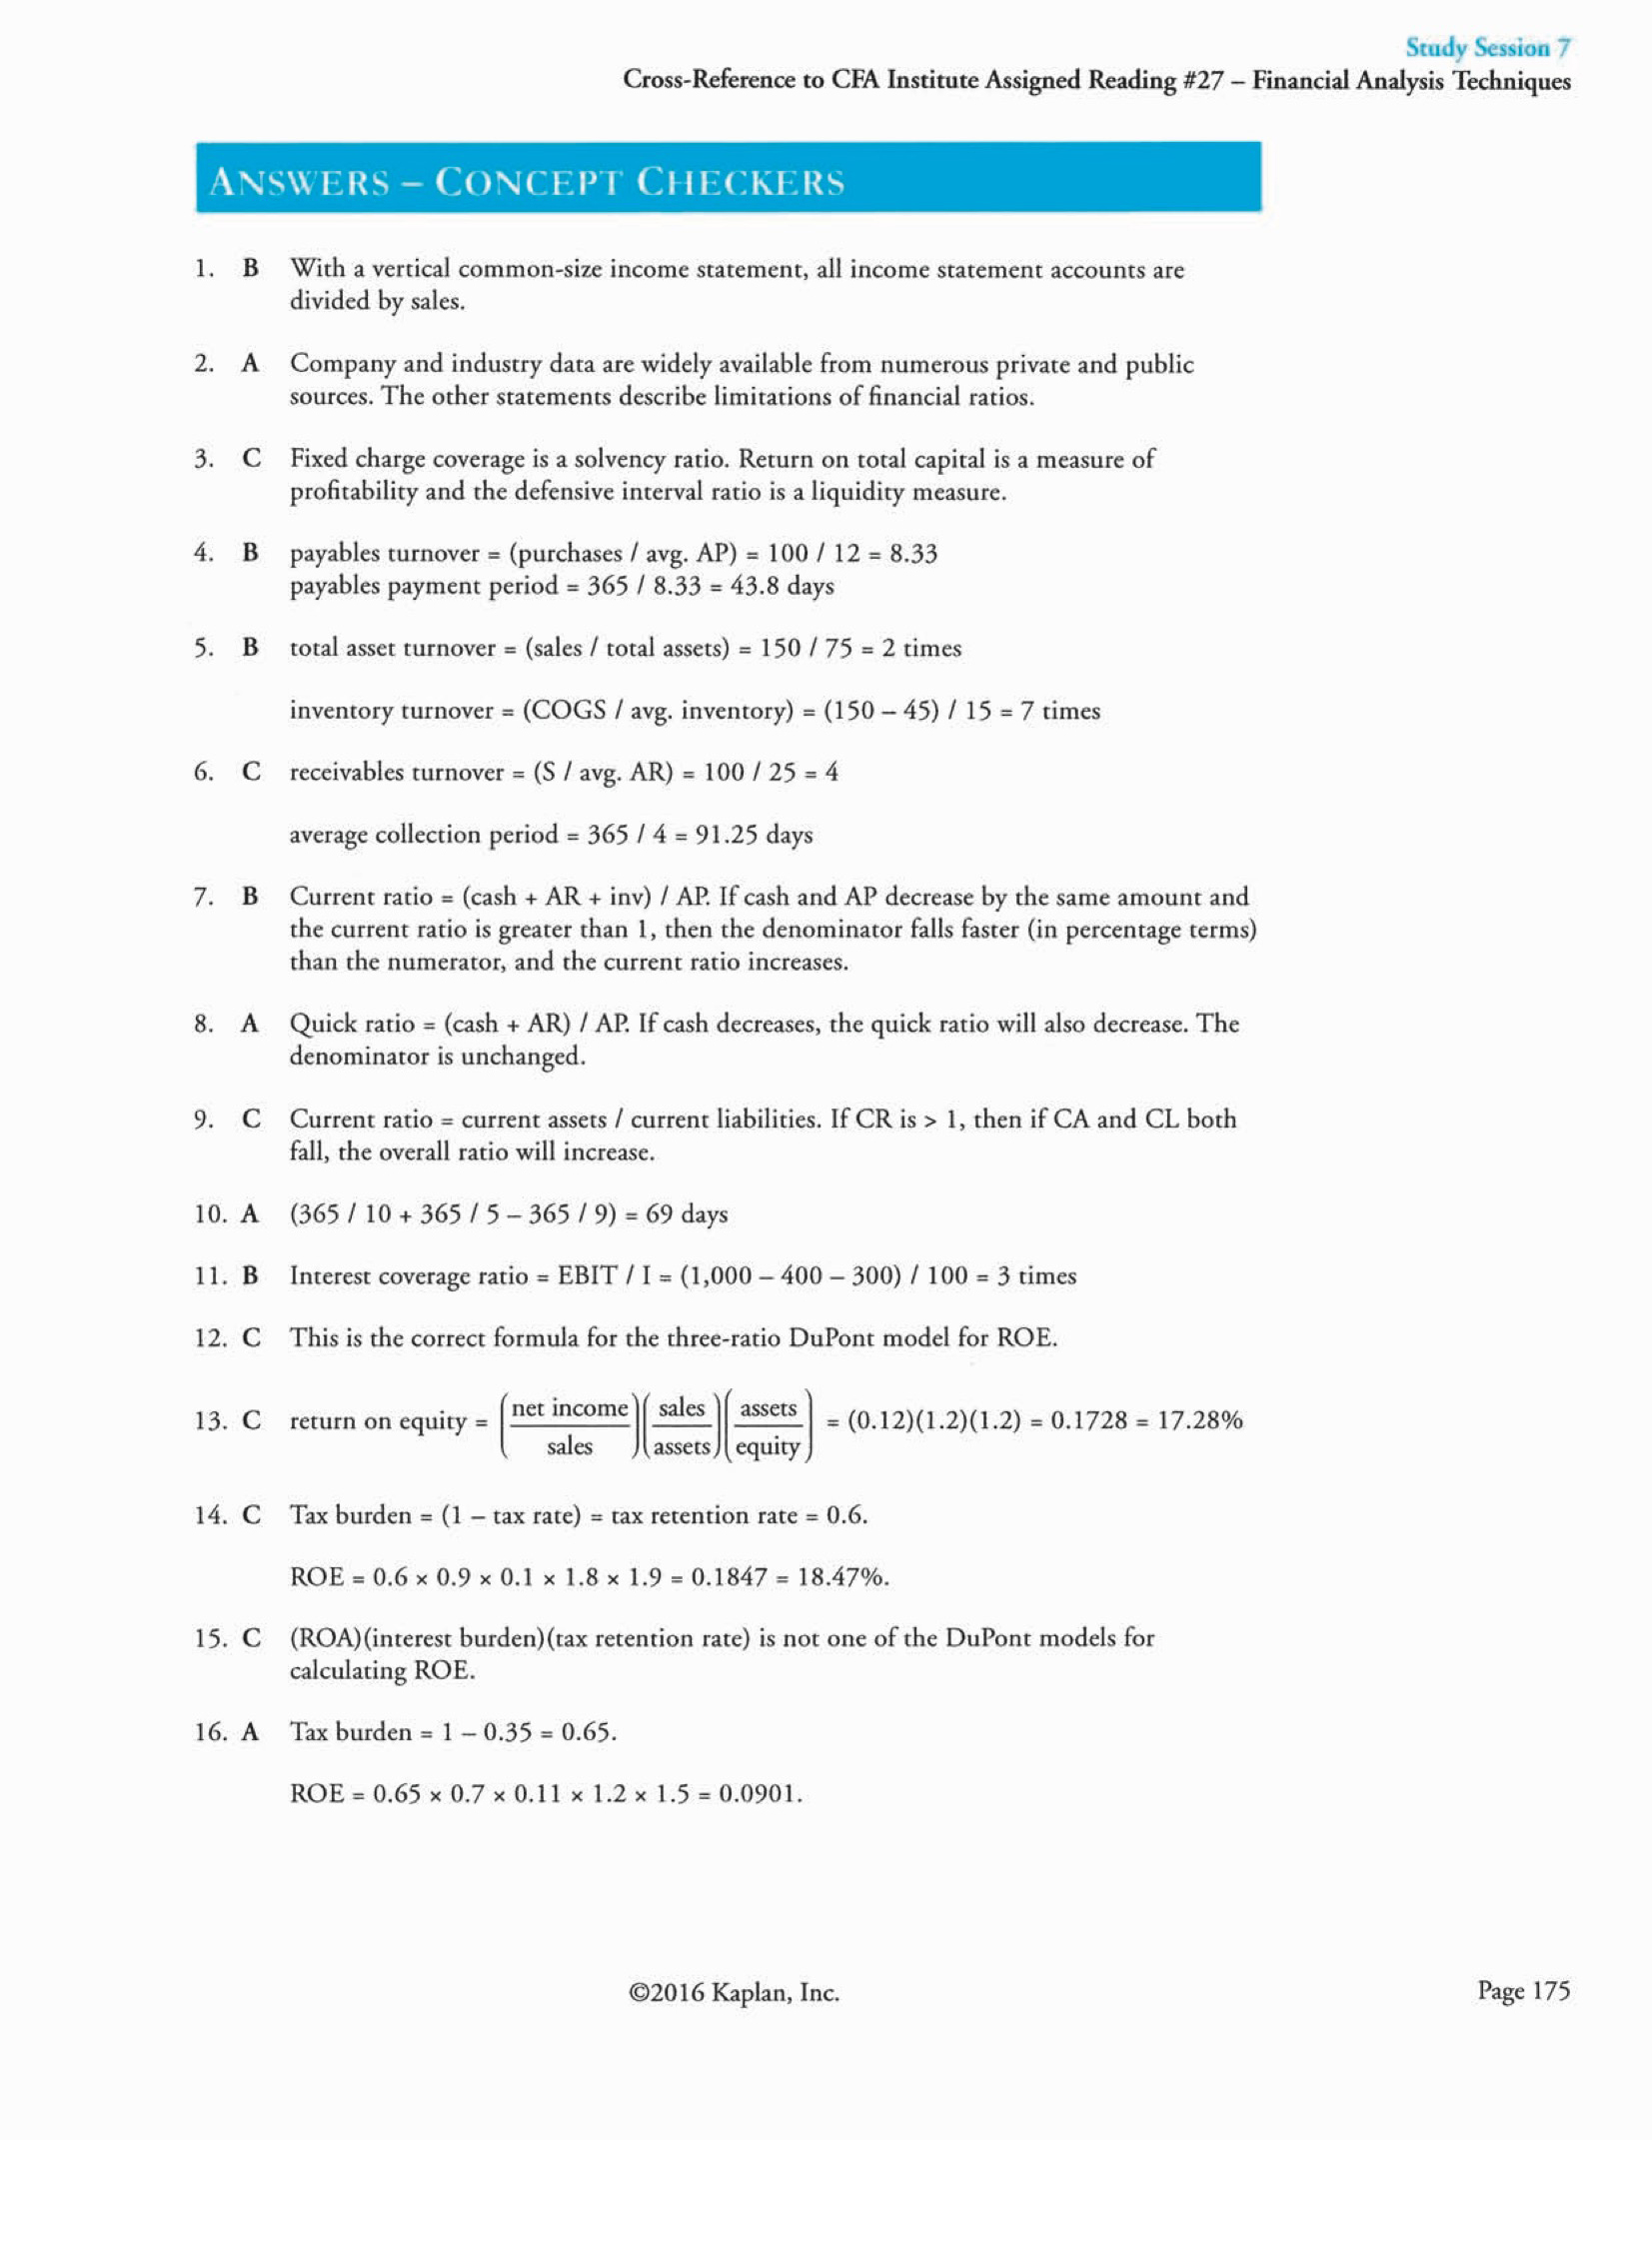 Study Session 7
Cross-Reference to CFA Institute Assigned Reading #27 – Financial Analysis Techniques
ANSWERS – CONCEPT CHECKERS
1. B With a vertical common-size income statement, all income statement accounts are
divided by sales.
2. A Company and industry data are widely available from numerous private and public
sources. The other statements describe limitations of financial ratios.
3. C Fixed charge coverage is a solvency ratio. Return on total capital is a measure of
profitability and the defensive interval ratio is a liquidity measure.
4. B payables turnover = (purchases / avg. AP) = 100 / 12 = 8.33
payables payment period = 365 / 8.33 = 43.8 days
5. B total asset turnover = (sales / total assets) = 150 / 75 = 2 times
inventory turnover = (COGS / avg. inventory) = (150 – 45) / 15 = 7 times
6. C receivables turnover = (S / avg. AR) = 100 / 25 = 4
average collection period = 365 / 4 = 91.25 days
7. B Current ratio = (cash + AR + inv) / AP. If cash and AP decrease by the same amount and
the current ratio is greater than 1, then the denominator falls faster (in percentage terms)
than the numerator, and the current ratio increases.
8. A Quick ratio = (cash + AR) / AP. If cash decreases, the quick ratio will also decrease. The
denominator is unchanged.
9. C Current ratio = current assets / current liabilities. If CR is > 1, then if CA and CL both
fall, the overall ratio will increase.
10. A (365 / 10 + 365 / 5 – 365 / 9) = 69 days
11. B Interest coverage ratio = EBIT / I = (1,000 – 400 – 300) / 100 = 3 times
12. C This is the correct formula for the three-ratio DuPont model for ROE.
13. C return on equity = (net income / sales)(sales / assets)(assets / equity) = (0.12)(1.2)(1.2) = 0.1728 = 17.28%
14. C Tax burden = (1 – tax rate) = tax retention rate = 0.6.
ROE = 0.6 × 0.9 × 0.1 × 1.8 × 1.9 = 0.1847 = 18.47%.
15. C (ROA)(interest burden)(tax retention rate) is not one of the DuPont models for
calculating ROE.
16. A Tax burden = 1 – 0.35 = 0.65.
ROE = 0.65 × 0.7 × 0.11 × 1.2 × 1.5 = 0.0901.
©2016 Kaplan, Inc.
Page 175